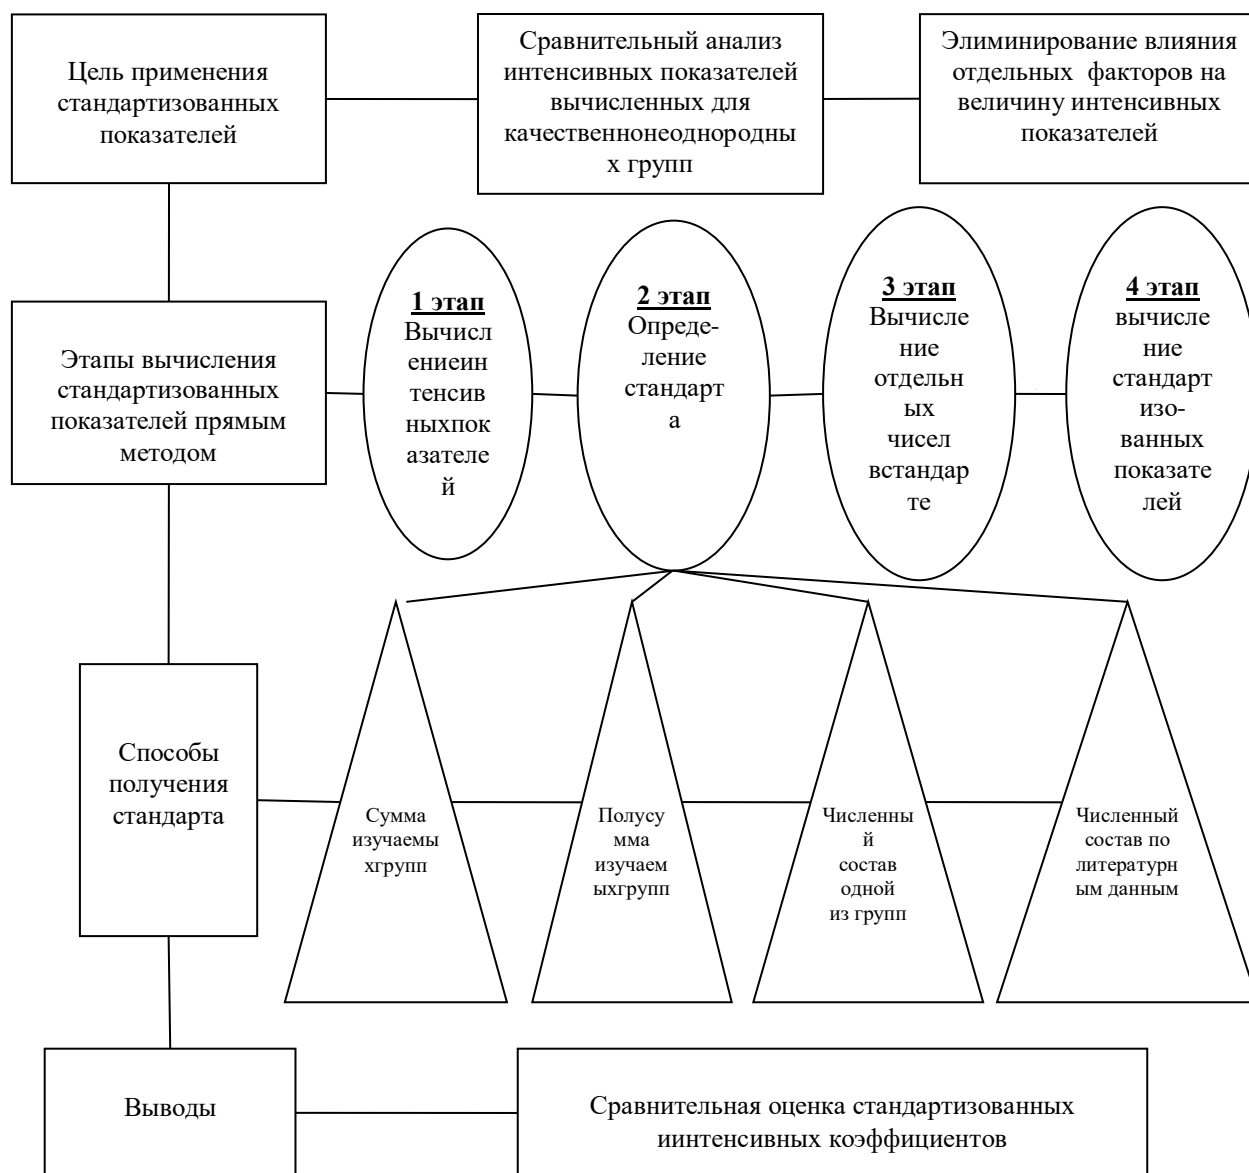 Цель применения
стандартизованных
показателей
Сравнительный анализ
интенсивных показателей
вычисленных для
качественнонеоднородны
х групп
Элиминирование влияния
отдельных факторов на
величину интенсивных
показателей
Этапы вычисления
стандартизованных
показателей прямым
методом
1 этап
Вычисл
ениеин
тенсив
ныхпок
азателе
й
2 этап
Опреде-
ление
стандарт
а
3 этап
Вычисле
ние
отдельн
ых
чисел
встандар
те
4 этап
вычисле
ние
стандарт
изо-
ванных
показате
лей
Способы
получения
стандарта
Сумма
изучаемы
хгрупп
Полусу
мма
изучаем
ыхгрупп
Численны
й
состав
одной
из групп
Численный
состав по
литературн
ым данным
Выводы
Сравнительная оценка стандартизованных
иинтенсивных коэффициентов